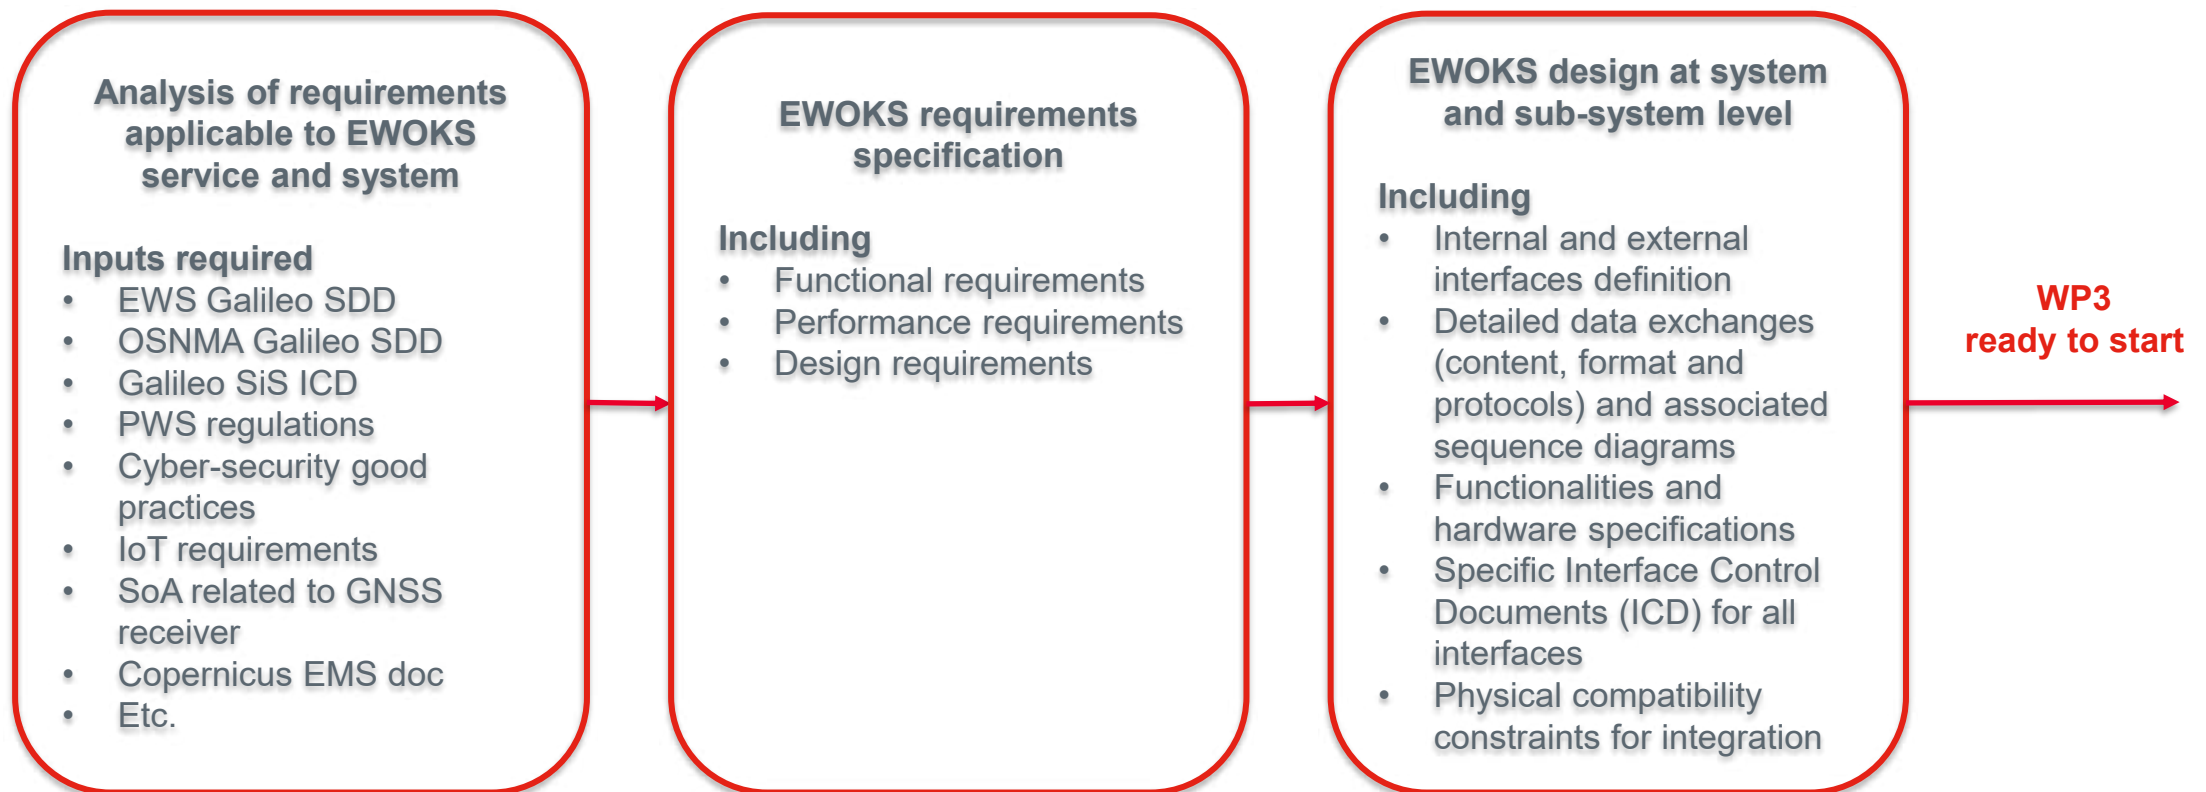 Analysis of requirements
applicable to EWOKS
service and system
Inputs required
• EWS Galileo SDD
• OSNMA Galileo SDD
• Galileo SiS ICD
• PWS regulations
• Cyber-security good
practices
• IoT requirements
• SoA related to GNSS
receiver
• Copernicus EMS doc
• Etc.
EWOKS requirements
specification
Including
• Functional requirements
• Performance requirements
• Design requirements
EWOKS design at system
and sub-system level
Including
• Internal and external
interfaces definition
• Detailed data exchanges
(content, format and
protocols) and associated
sequence diagrams
• Functionalities and
hardware specifications
• Specific Interface Control
Documents (ICD) for all
interfaces
• Physical compatibility
constraints for integration
WP3
ready to start